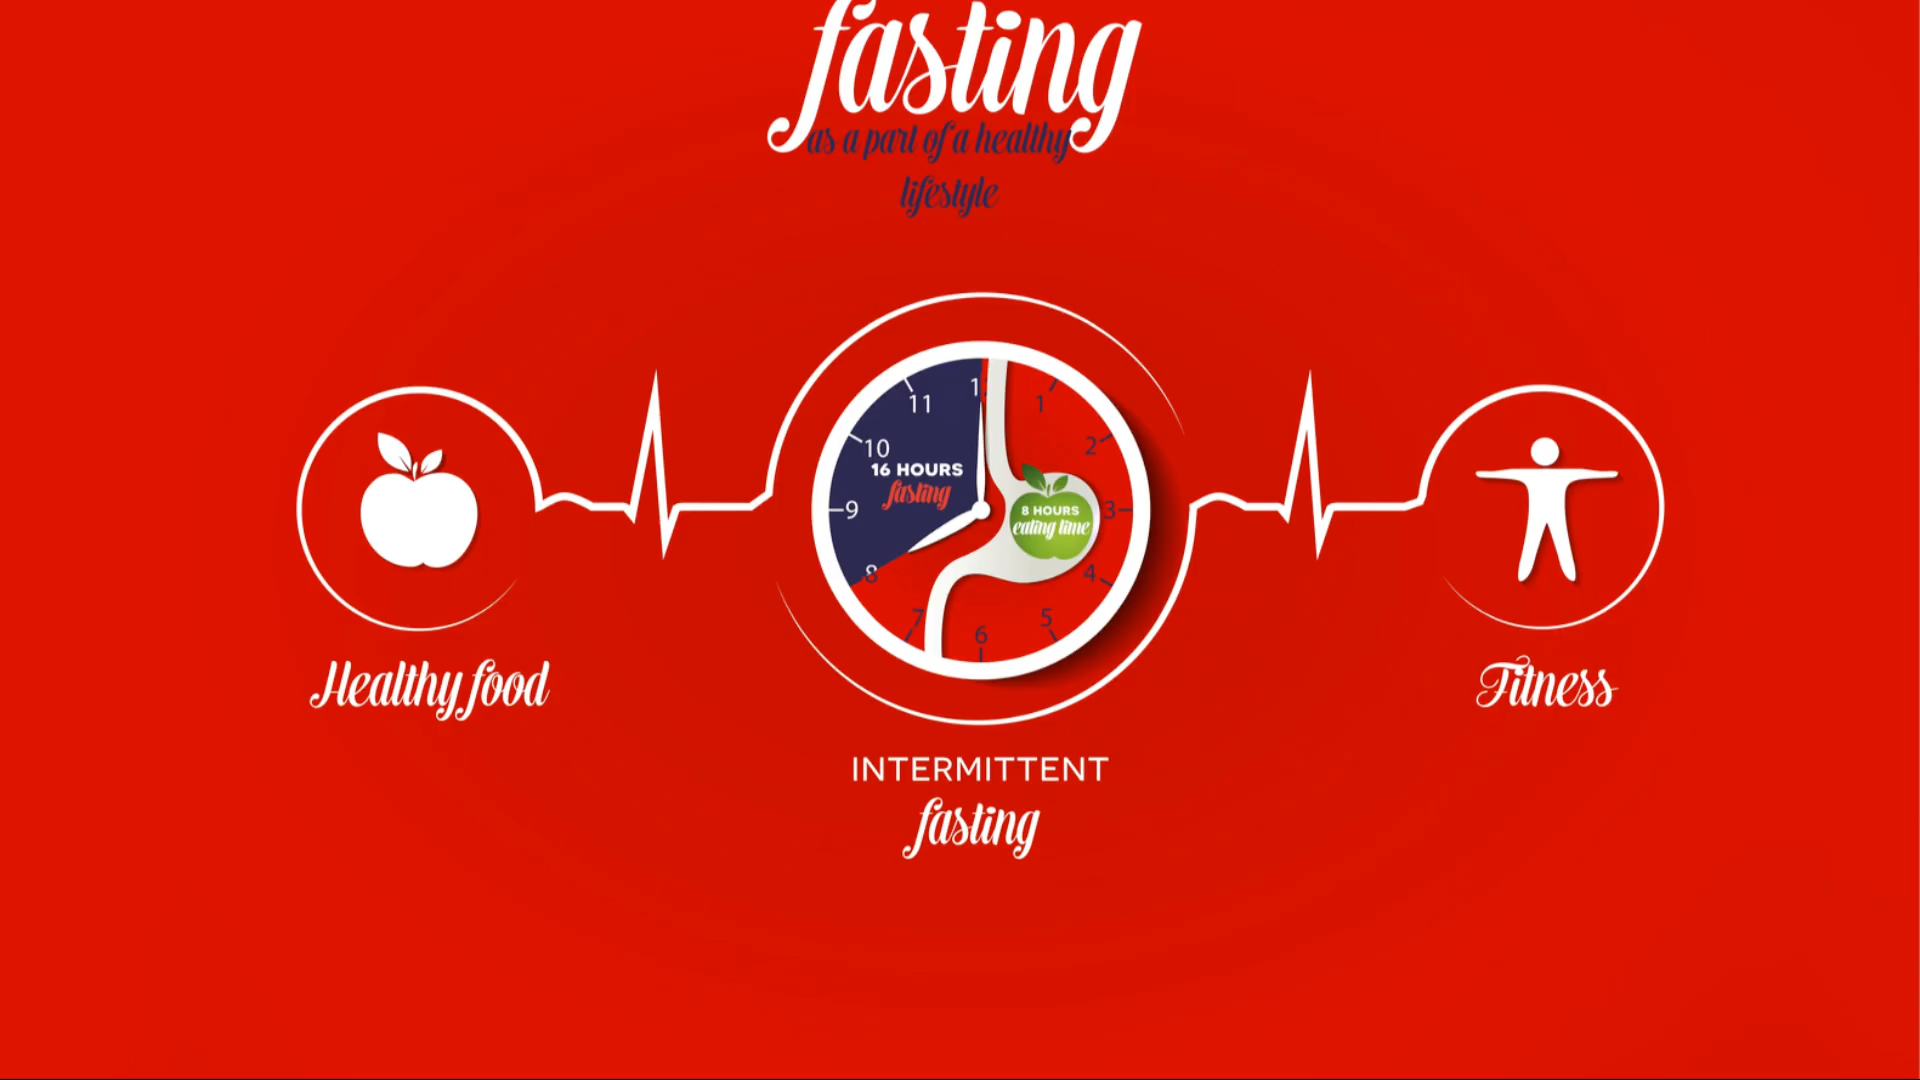 fasting
as a part of a healthy
lifestyle
11
1
1
10
2
16 HOURS
fasting
9
8 HOURS
eating time
3
8
4
7
5
6
Healthy food
Fitness
INTERMITTENT
fasting